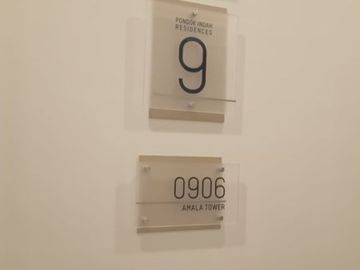 PONDOK INDAH
RESIDENCES
9
0906
AMALA TOWER